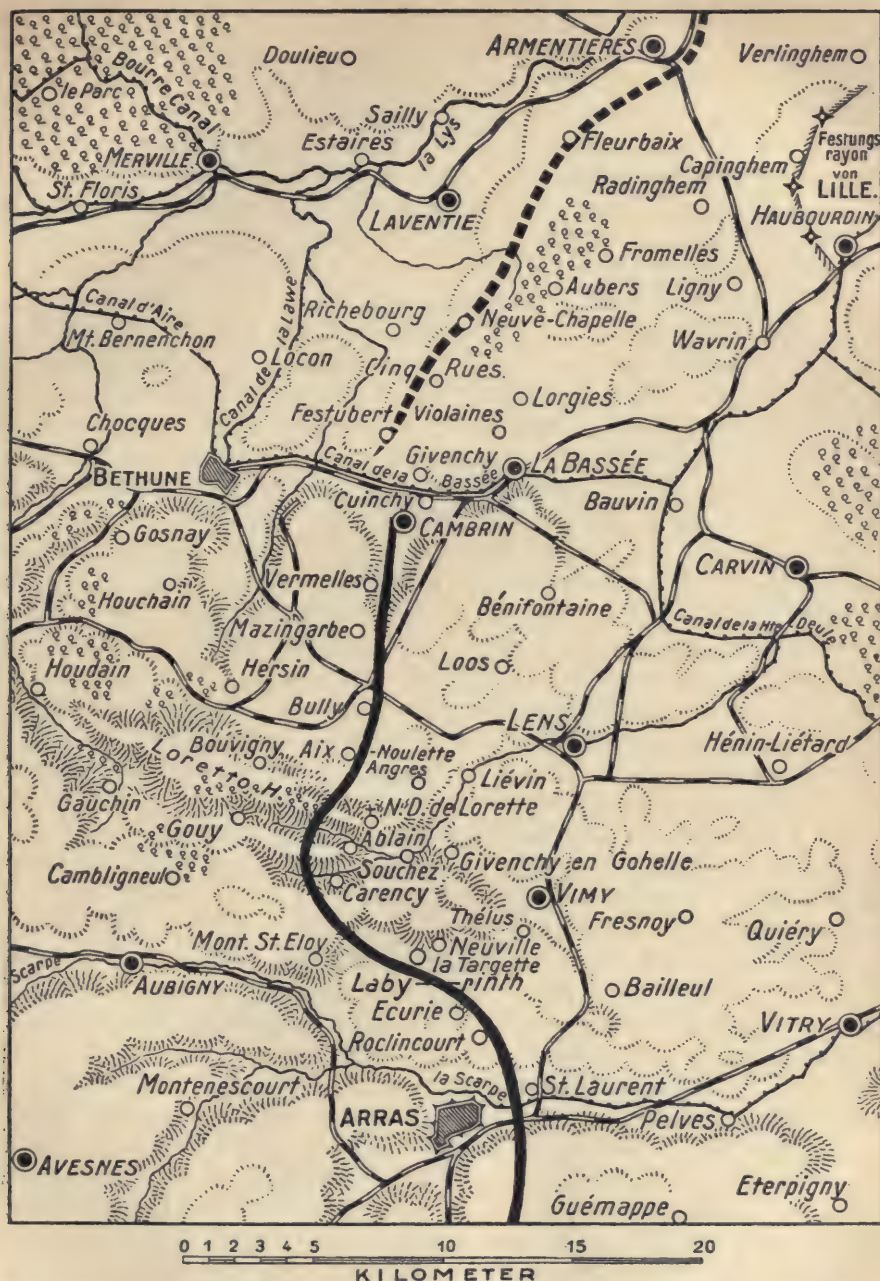 ARMENTIÈRES
Doulieu
Verlinghem
Bourre Canal
le Parc
Sailly
la Lys
Estaires
Fleurbaix
Festungs
rayon
von
LILLE.
MERVILLE
Capinghem
St. Floris
Radinghem
LAVENTIE
HAUBOURDIN
Fromelles
Aubers
Ligny
Canal d'Aire
Mt. Bernenchon
Canal de la Lawe
Richebourg
Neuve-Chapelle
Wavrin
Locon
Cinq Rues.
Lorgies
Festubert
Violaines
Chocques
Givenchy
LA BASSÉE
BETHUNE
Canal de la Bassée
Cuinchy
Bauvin
CAMBRIN
Gosnay
CARVIN
Houchain
Vermelles
Bénifontaine
Mazingarbe
Canal de la Hte Deule
Houdain
Hersin
Loos
Bully
LENS
Bouvigny
Aix-Noulette
Hénin-Liétard
Loretto H.
Angres
Liévin
Gauchin
N.D. de Lorette
Gouy
Ablain
Souchez
Givenchy en Gohelle
Cambligneul
Carency
VIMY
Thélus
Fresnoy
Quiéry
Mont. St. Eloy
Neuville
la Targette
Scarpe
AUBIGNY
Laby-rinth
Bailleul
Ecurie
VITRY
Roclincourt
la Scarpe
St. Laurent
Montenescourt
ARRAS
Pelves
AVESNES
Eterpigny
Guémappe
0 1 2 3 4 5 10 15 20
KILOMETER